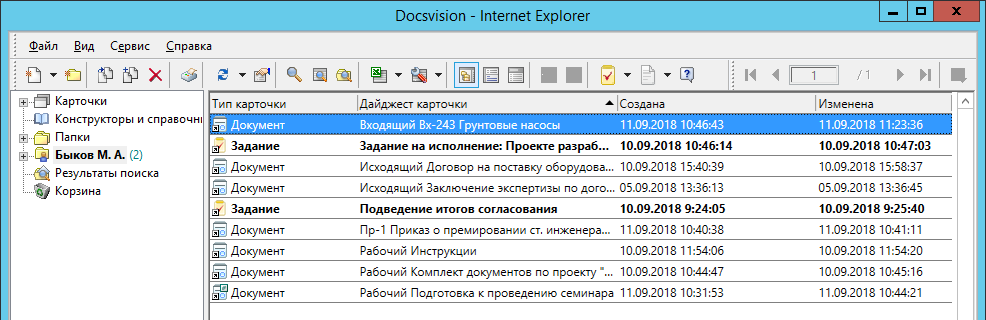 Docsvision - Internet Explorer
Файл Вид Сервис Справка
1 / 1
Карточки
Конструкторы и справочн
Папки
Быков М. А. (2)
Результаты поиска
Корзина
Тип карточки Дайджест карточки Создана Изменена
Документ Входящий Вх-243 Грунтовые насосы 11.09.2018 10:46:43 11.09.2018 11:23:36
Задание Задание на исполнение: Проекте разраб... 10.09.2018 10:46:14 10.09.2018 10:47:03
Документ Исходящий Договор на поставку оборудова... 10.09.2018 15:40:39 10.09.2018 15:58:37
Документ Исходящий Заключение экспертизы по дого... 05.09.2018 13:36:13 05.09.2018 13:36:45
Задание Подведение итогов согласования 10.09.2018 9:24:05 10.09.2018 9:25:40
Документ Пр-1 Приказ о премировании ст. инженера... 11.09.2018 10:40:38 11.09.2018 10:41:11
Документ Рабочий Инструкции 10.09.2018 11:54:06 10.09.2018 11:54:20
Документ Рабочий Комплект документов по проекту "... 10.09.2018 10:44:47 10.09.2018 10:45:16
Документ Рабочий Подготовка к проведению семинара 11.09.2018 10:31:53 11.09.2018 10:44:21